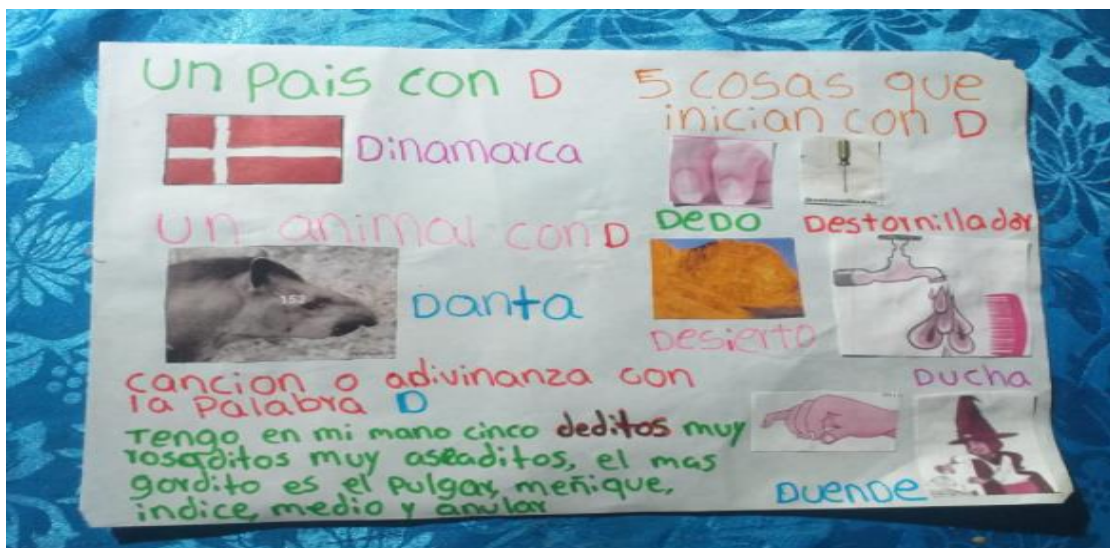 un Pais con D
Dinamarca
un animal con D
Danta
cancion o adivinanza con
la Palabra D
Tengo en mi mano cinco deditos muy
rosaditos muy aseaditos, el mas
gordito es el Pulgar, meñique,
indice, medio y anular
5 cosas que
inician con D
DeDO
Destornillador
Desierto
DUCHA
DUenDe
153